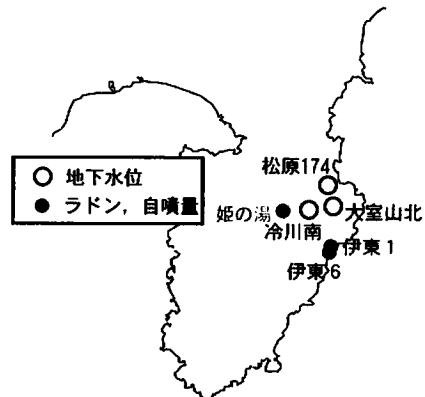 松原174
地下水位
ラドン，自噴量
姫の湯
大室山北
冷川南
伊東1
伊東6